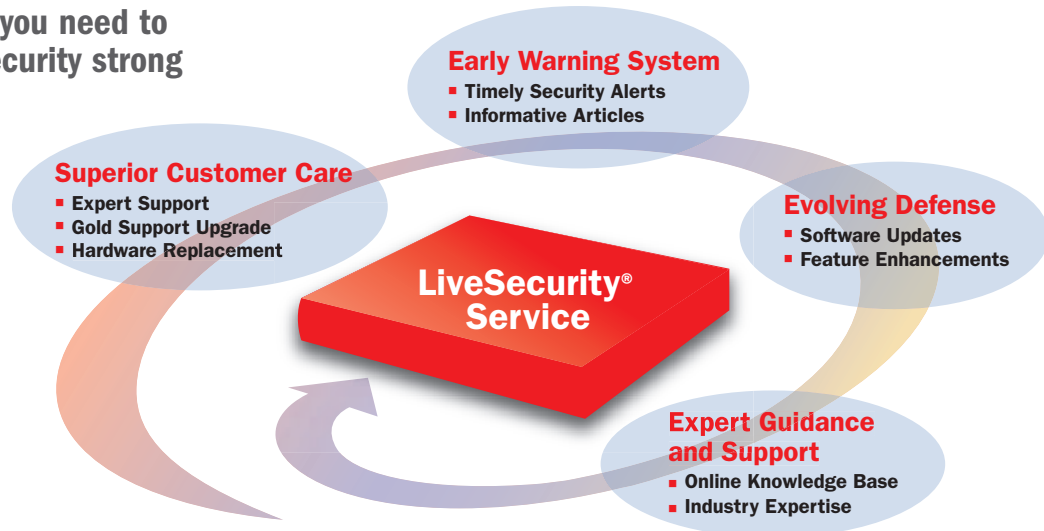 you need to
ecurity strong
Early Warning System
▪ Timely Security Alerts
▪ Informative Articles
Superior Customer Care
▪ Expert Support
▪ Gold Support Upgrade
▪ Hardware Replacement
Evolving Defense
▪ Software Updates
▪ Feature Enhancements
LiveSecurity®
Service
Expert Guidance
and Support
▪ Online Knowledge Base
▪ Industry Expertise